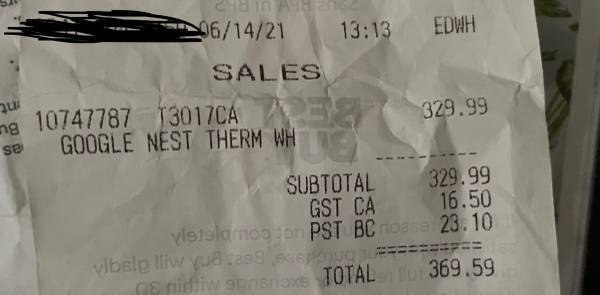 06/14/21 13:13 EDWH
SALES
10747787 T3017CA 329.99
GOOGLE NEST THERM WH
SUBTOTAL 329.99
GST CA 16.50
PST BC 23.10
TOTAL 369.59